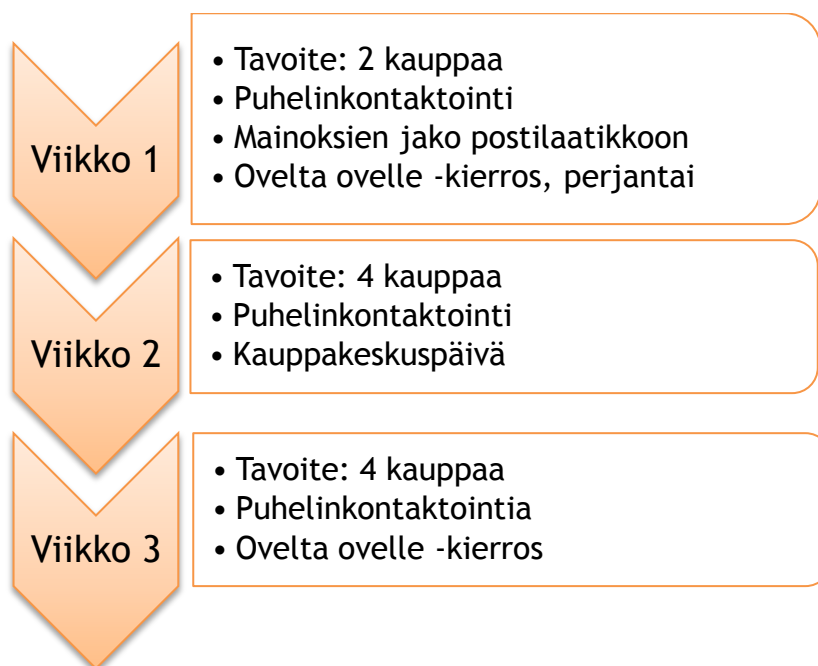 Viikko 1
• Tavoite: 2 kauppaa
• Puhelinkontaktointi
• Mainoksien jako postilaatikkoon
• Ovelta ovelle -kierros, perjantai
Viikko 2
• Tavoite: 4 kauppaa
• Puhelinkontaktointi
• Kauppakeskuspäivä
Viikko 3
• Tavoite: 4 kauppaa
• Puhelinkontaktointia
• Ovelta ovelle -kierros